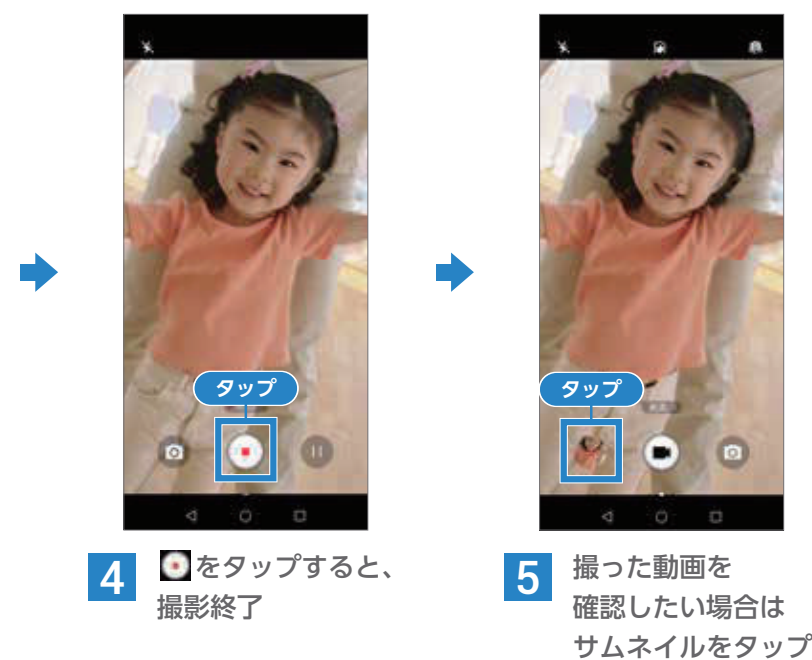 タップ
タップ
4
をタップすると、
撮影終了
5
撮った動画を
確認したい場合は
サムネイルをタップ